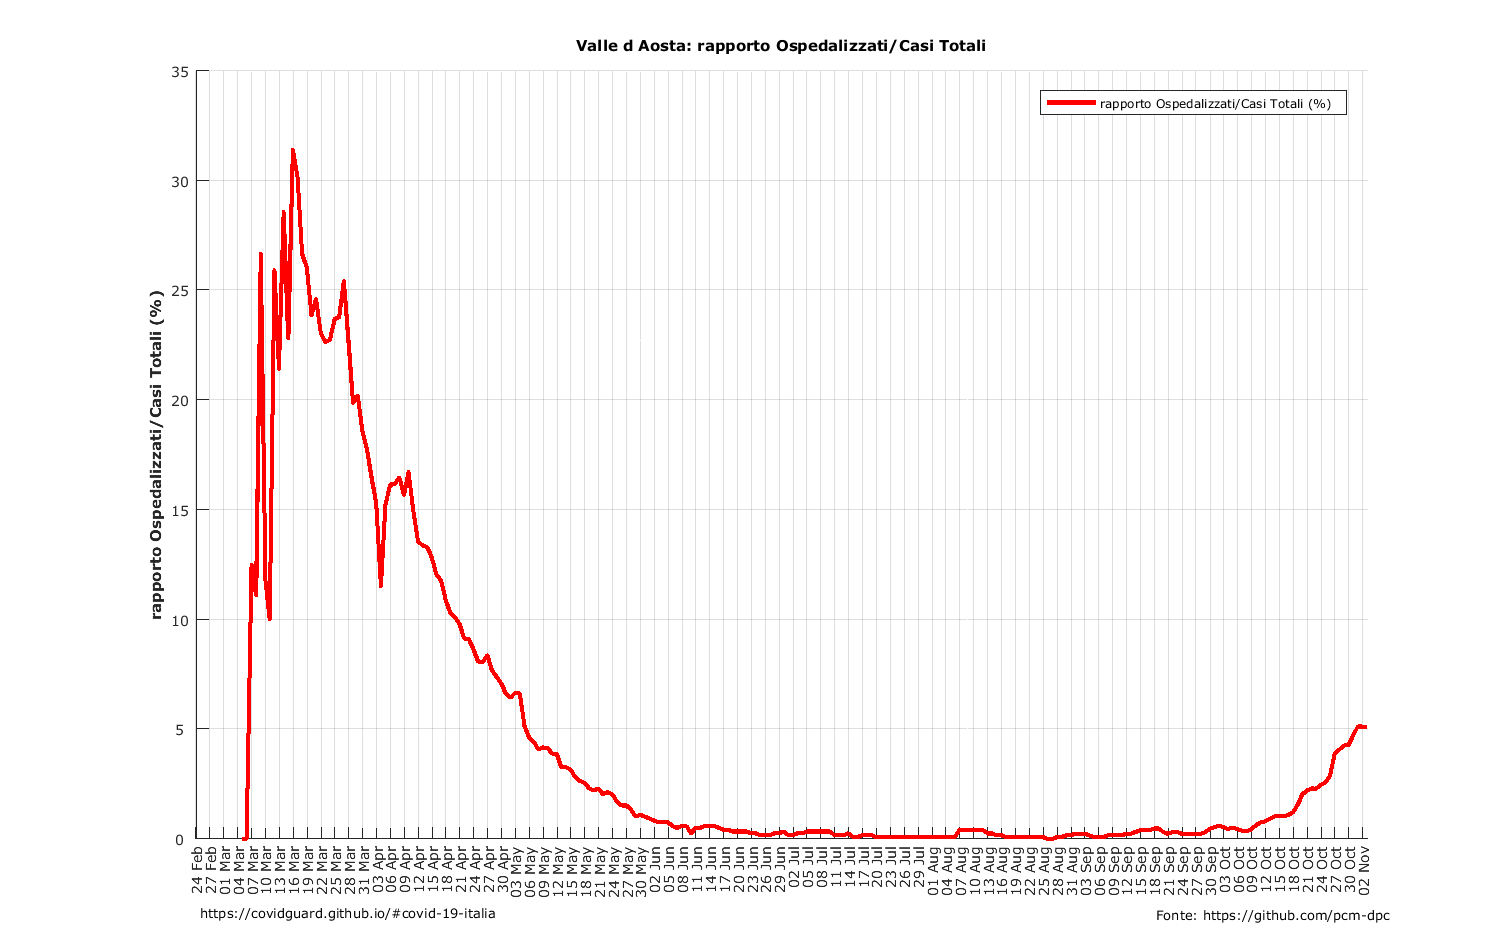 Valle d Aosta: rapporto Ospedalizzati/Casi Totali
rapporto Ospedalizzati/Casi Totali (%)
rapporto Ospedalizzati/Casi Totali (%)
35
30
25
20
15
10
5
0
24 Feb
27 Feb
01 Mar
04 Mar
07 Mar
10 Mar
13 Mar
16 Mar
19 Mar
22 Mar
25 Mar
28 Mar
31 Mar
03 Apr
06 Apr
09 Apr
12 Apr
15 Apr
18 Apr
21 Apr
24 Apr
27 Apr
30 Apr
03 May
06 May
09 May
12 May
15 May
18 May
21 May
24 May
27 May
30 May
02 Jun
05 Jun
08 Jun
11 Jun
14 Jun
17 Jun
20 Jun
23 Jun
26 Jun
29 Jun
02 Jul
05 Jul
08 Jul
11 Jul
14 Jul
17 Jul
20 Jul
23 Jul
26 Jul
29 Jul
01 Aug
04 Aug
07 Aug
10 Aug
13 Aug
16 Aug
19 Aug
22 Aug
25 Aug
28 Aug
31 Aug
03 Sep
06 Sep
09 Sep
12 Sep
15 Sep
18 Sep
21 Sep
24 Sep
27 Sep
30 Sep
03 Oct
06 Oct
09 Oct
12 Oct
15 Oct
18 Oct
21 Oct
24 Oct
27 Oct
30 Oct
02 Nov
https://covidguard.github.io/#covid-19-italia
Fonte: https://github.com/pcm-dpc